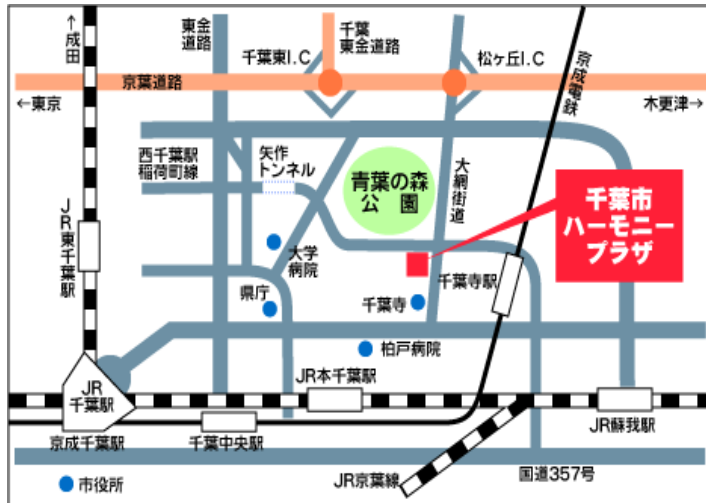 ↑成田
東金
道路
千葉
東金道路
千葉東I.C
松ヶ丘I.C
京成電鉄
京葉道路
←東京
木更津→
西千葉駅
稲荷町線
矢作
トンネル
青葉の森
公園
大網街道
千葉市
ハーモニー
プラザ
JR東千葉駅
大学
病院
千葉寺駅
県庁
千葉寺
柏戸病院
JR
千葉駅
JR本千葉駅
京成千葉駅
千葉中央駅
JR蘇我駅
市役所
JR京葉線
国道357号